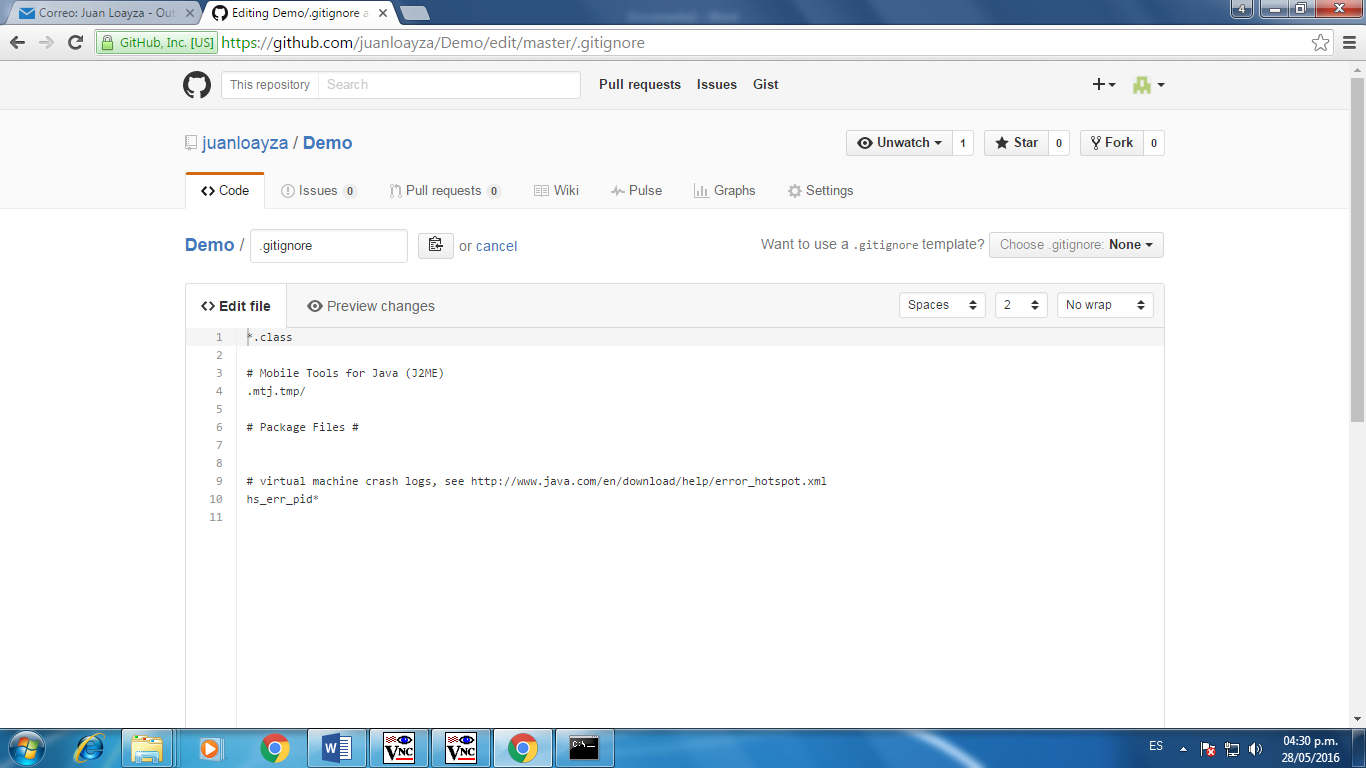 Correo: Juan Loayza - Out
Editing Demo/.gitignore a
4
GitHub, Inc. [US] https://github.com/juanloayza/Demo/edit/master/.gitignore
This repository Search Pull requests Issues Gist
juanloayza / Demo
Unwatch 1 Star 0 Fork 0
Code Issues 0 Pull requests 0 Wiki Pulse Graphs Settings
Demo / .gitignore or cancel
Want to use a .gitignore template? Choose .gitignore: None
Edit file Preview changes Spaces 2 No wrap
1 *.class
2
3 # Mobile Tools for Java (J2ME)
4 .mtj.tmp/
5
6 # Package Files #
7
8
9 # virtual machine crash logs, see http://www.java.com/en/download/help/error_hotspot.xml
10 hs_err_pid*
11
W VNC VNC C:\
ES 04:30 p.m.
28/05/2016